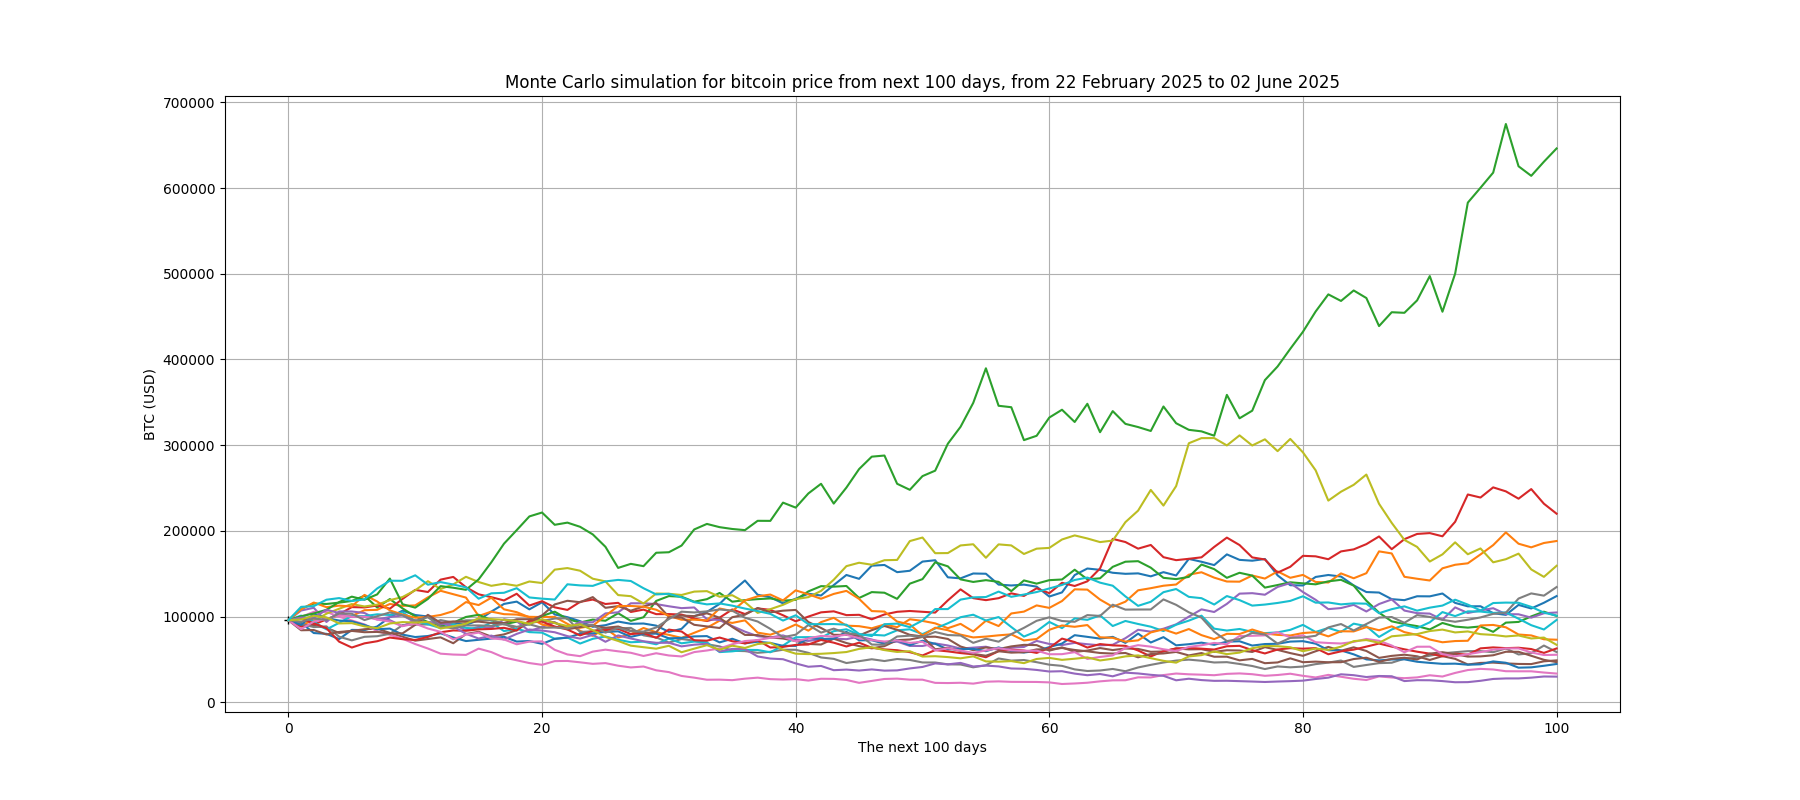 Monte Carlo simulation for bitcoin price from next 100 days, from 22 February 2025 to 02 June 2025
700000
600000
500000
400000
300000
200000
100000
0
BTC (USD)
0 20 40 60 80 100
The next 100 days